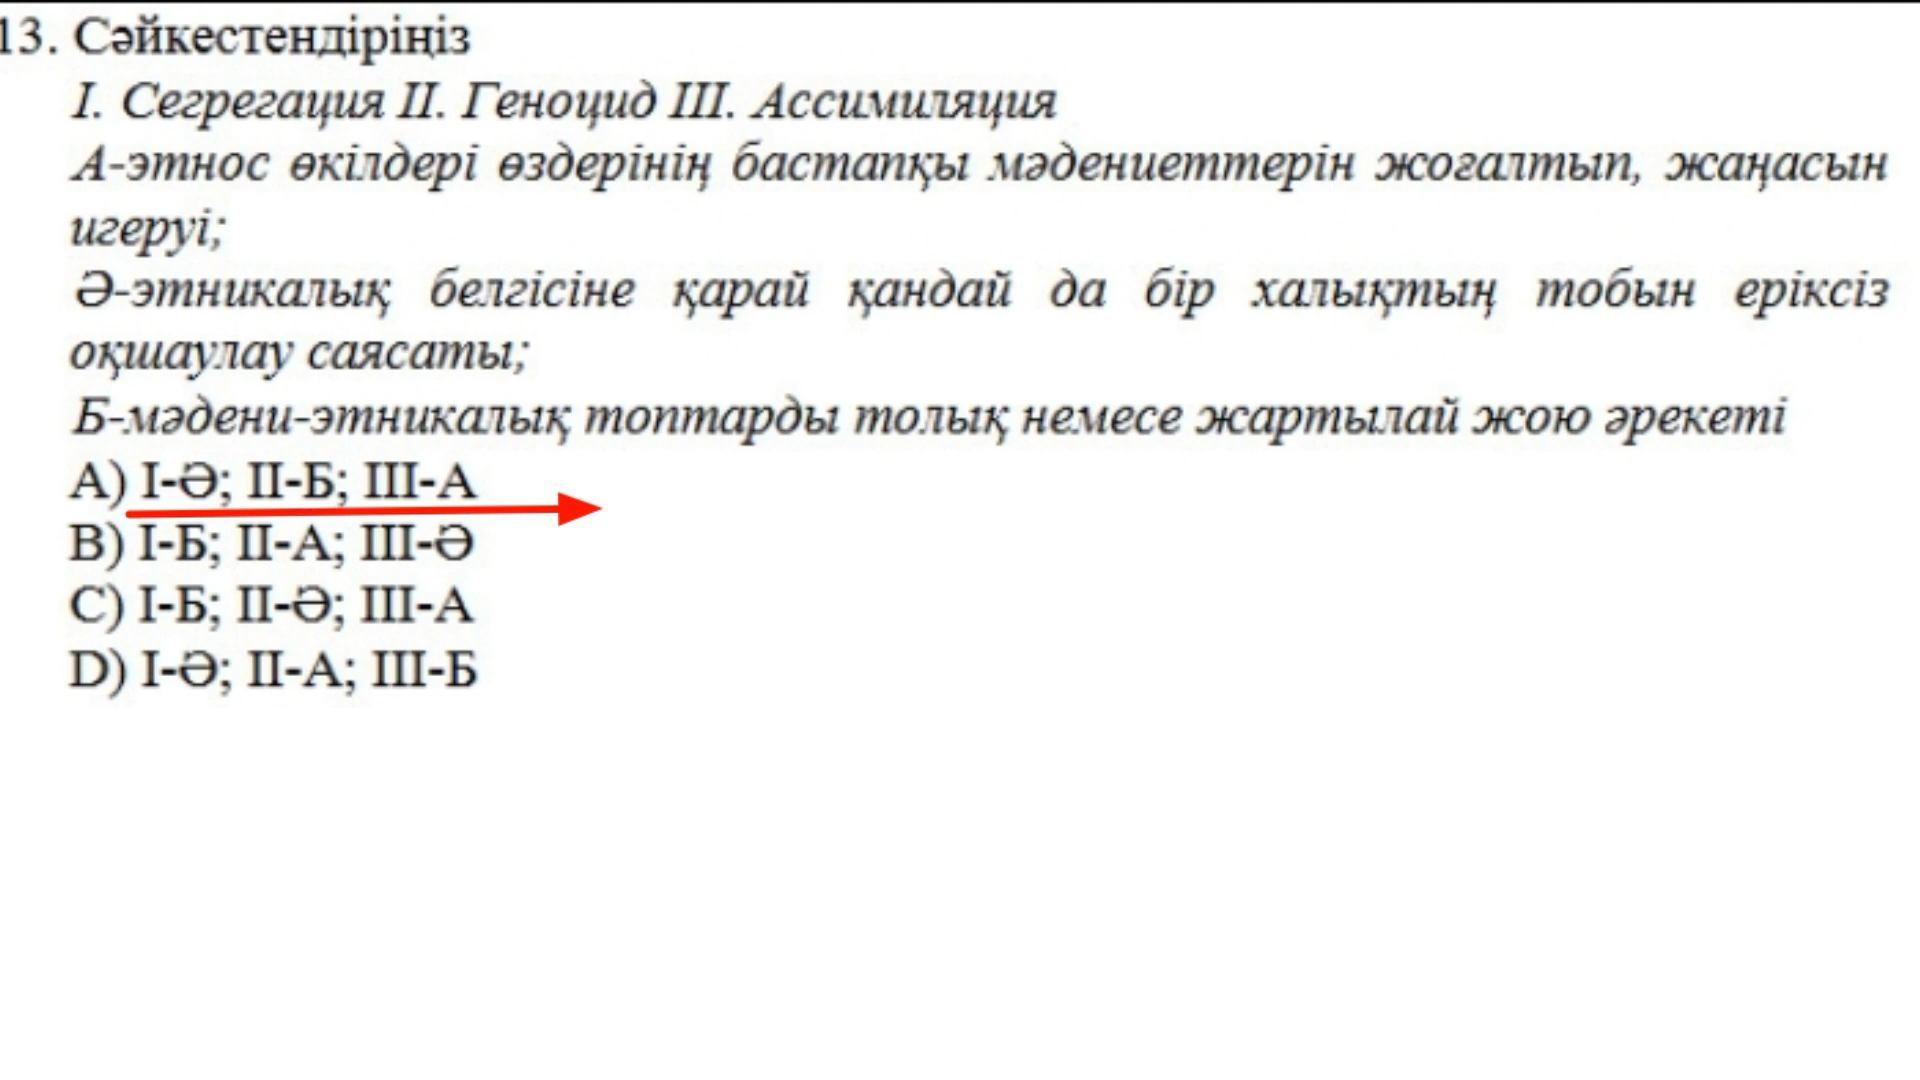 13. Сәйкестендіріңіз
I. Сегрегация II. Геноцид III. Ассимиляция
А-этнос өкілдері өздерінің бастапқы мәдениеттерін жоғалтып, жаңасын
игеруі;
Ә-этникалық белгісіне қарай қандай да бір халықтың тобын еріксіз
оқшаулау саясаты;
Б-мәдени-этникалық топтарды толық немесе жартылай жою әрекеті
A) I-Ә; II-Б; III-А
B) I-Б; II-А; III-Ә
C) I-Б; II-Ә; III-А
D) I-Ә; II-А; III-Б